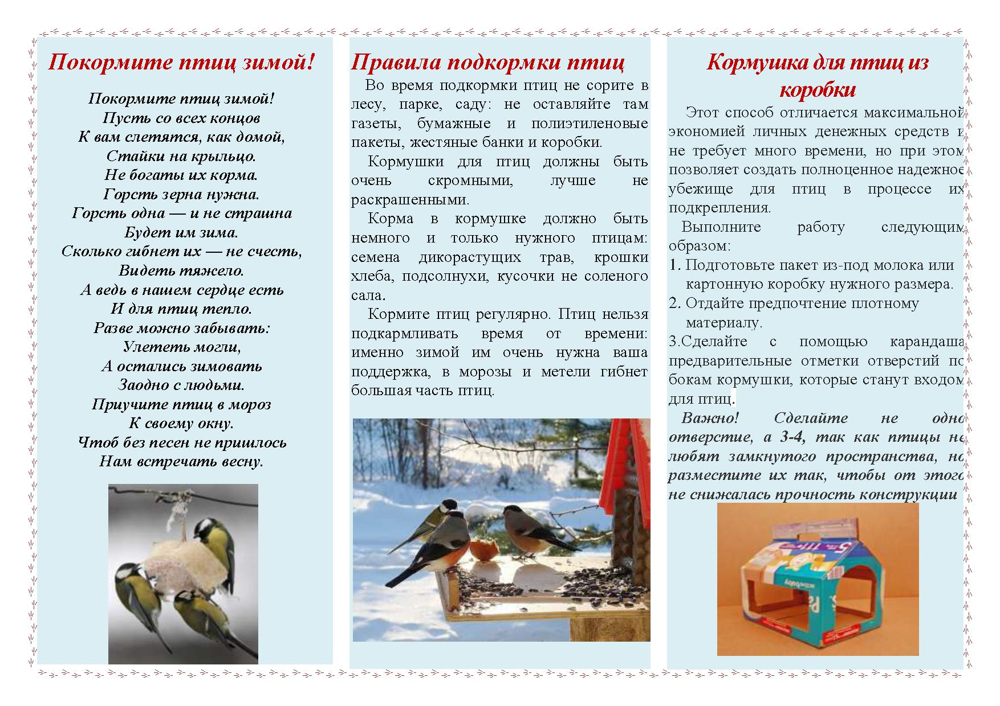 Покормите птиц зимой!
Покормите птиц зимой!
Пусть со всех концов
К вам слетятся, как домой,
Стайки на крыльцо.
Не богаты их корма.
Горсть зерна нужна.
Горсть одна — и не страшна
Будет им зима.
Сколько гибнет их — не счесть,
Видеть тяжело.
А ведь в нашем сердце есть
И для птиц тепло.
Разве можно забывать:
Улететь могли,
А остались зимовать
Заодно с людьми.
Приучите птиц в мороз
К своему окну.
Чтоб без песен не пришлось
Нам встречать весну.
Правила подкормки птиц
Во время подкормки птиц не сорите в
лесу, парке, саду: не оставляйте там
газеты, бумажные и полиэтиленовые
пакеты, жестяные банки и коробки.
Кормушки для птиц должны быть
очень скромными, лучше не
раскрашенными.
Корма в кормушке должно быть
немного и только нужного птицам:
семена дикорастущих трав, крошки
хлеба, подсолнухи, кусочки не соленого
сала.
Кормите птиц регулярно. Птиц нельзя
подкармливать время от времени:
именно зимой им очень нужна ваша
поддержка, в морозы и метели гибнет
большая часть птиц.
Кормушка для птиц из
коробки
Этот способ отличается максимальной
экономией личных денежных средств и
не требует много времени, но при этом
позволяет создать полноценное надежное
убежище для птиц в процессе их
подкрепления.
Выполните работу следующим
образом:
1. Подготовьте пакет из-под молока или
картонную коробку нужного размера.
2. Отдайте предпочтение плотному
материалу.
3.Сделайте с помощью карандаша
предварительные отметки отверстий по
бокам кормушки, которые станут входом
для птиц.
Важно! Сделайте не одно
отверстие, а 3-4, так как птицы не
любят замкнутого пространства, но
разместите их так, чтобы от этого
не снижалась прочность конструкции